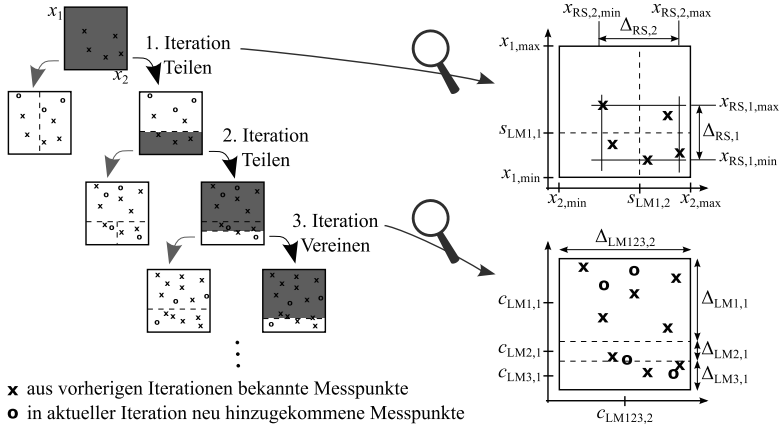 x1
x2
1. Iteration
Teilen
2. Iteration
Teilen
3. Iteration
Vereinen
x aus vorherigen Iterationen bekannte Messpunkte
o in aktueller Iteration neu hinzugekommene Messpunkte
xRS,2,min
xRS,2,max
ΔRS,2
x1,max
xRS,1,max
sLM1,1
ΔRS,1
xRS,1,min
x1,min
x2,min
sLM1,2
x2,max
ΔLM123,2
cLM1,1
ΔLM1,1
cLM2,1
ΔLM2,1
cLM3,1
ΔLM3,1
cLM123,2